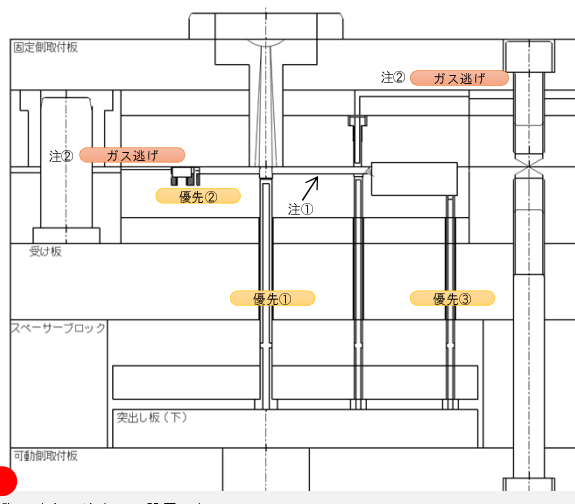 固定側取付板
注② ガス逃げ
注② ガス逃げ
優先②
注①
受け板
優先① 優先③
スペーサーブロック
突出し板（下）
可動側取付板